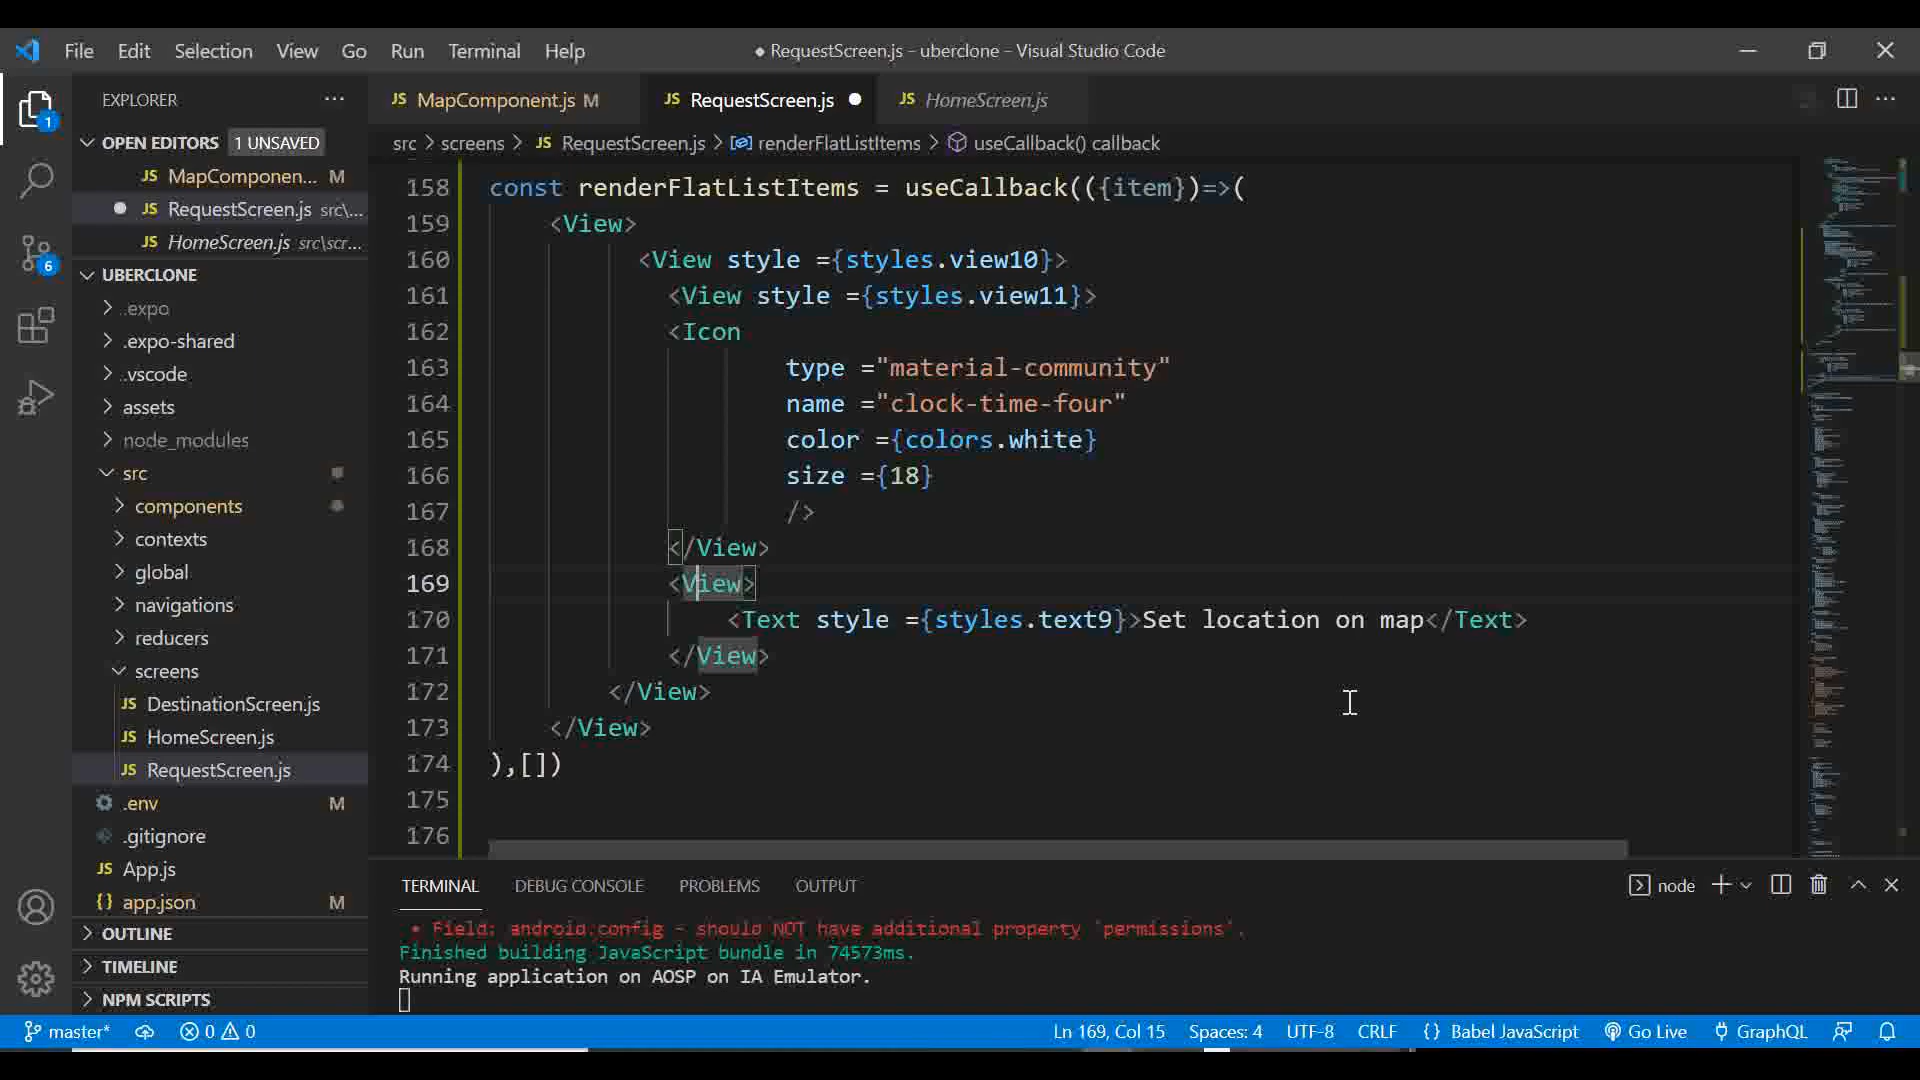 File Edit Selection View Go Run Terminal Help ● RequestScreen.js - uberclone - Visual Studio Code
EXPLORER ···
JS MapComponent.js M JS RequestScreen.js ● JS HomeScreen.js ···
OPEN EDITORS 1 UNSAVED
src > screens > JS RequestScreen.js > renderFlatListItems > useCallback() callback
JS MapComponen... M
● JS RequestScreen.js src\...
JS HomeScreen.js src\scr...
UBERCLONE
.expo
.expo-shared
.vscode
assets
node_modules
src
components
contexts
global
navigations
reducers
screens
JS DestinationScreen.js
JS HomeScreen.js
JS RequestScreen.js
.env M
.gitignore
JS App.js
{} app.json M
OUTLINE
TIMELINE
NPM SCRIPTS
1
6
158 const renderFlatListItems = useCallback(({item})=>(
159 <View>
160 <View style ={styles.view10}>
161 <View style ={styles.view11}>
162 <Icon
163 type ="material-community"
164 name ="clock-time-four"
165 color ={colors.white}
166 size ={18}
167 />
168 </View>
169 <View>
170 <Text style ={styles.text9}>Set location on map</Text>
171 </View>
172 </View>
173 </View>
174 ),[])
175
176
TERMINAL DEBUG CONSOLE PROBLEMS OUTPUT node
• Field: android.config - should NOT have additional property 'permissions'.
Finished building JavaScript bundle in 74573ms.
Running application on AOSP on IA Emulator.
master* 0 0 Ln 169, Col 15 Spaces: 4 UTF-8 CRLF {} Babel JavaScript Go Live GraphQL